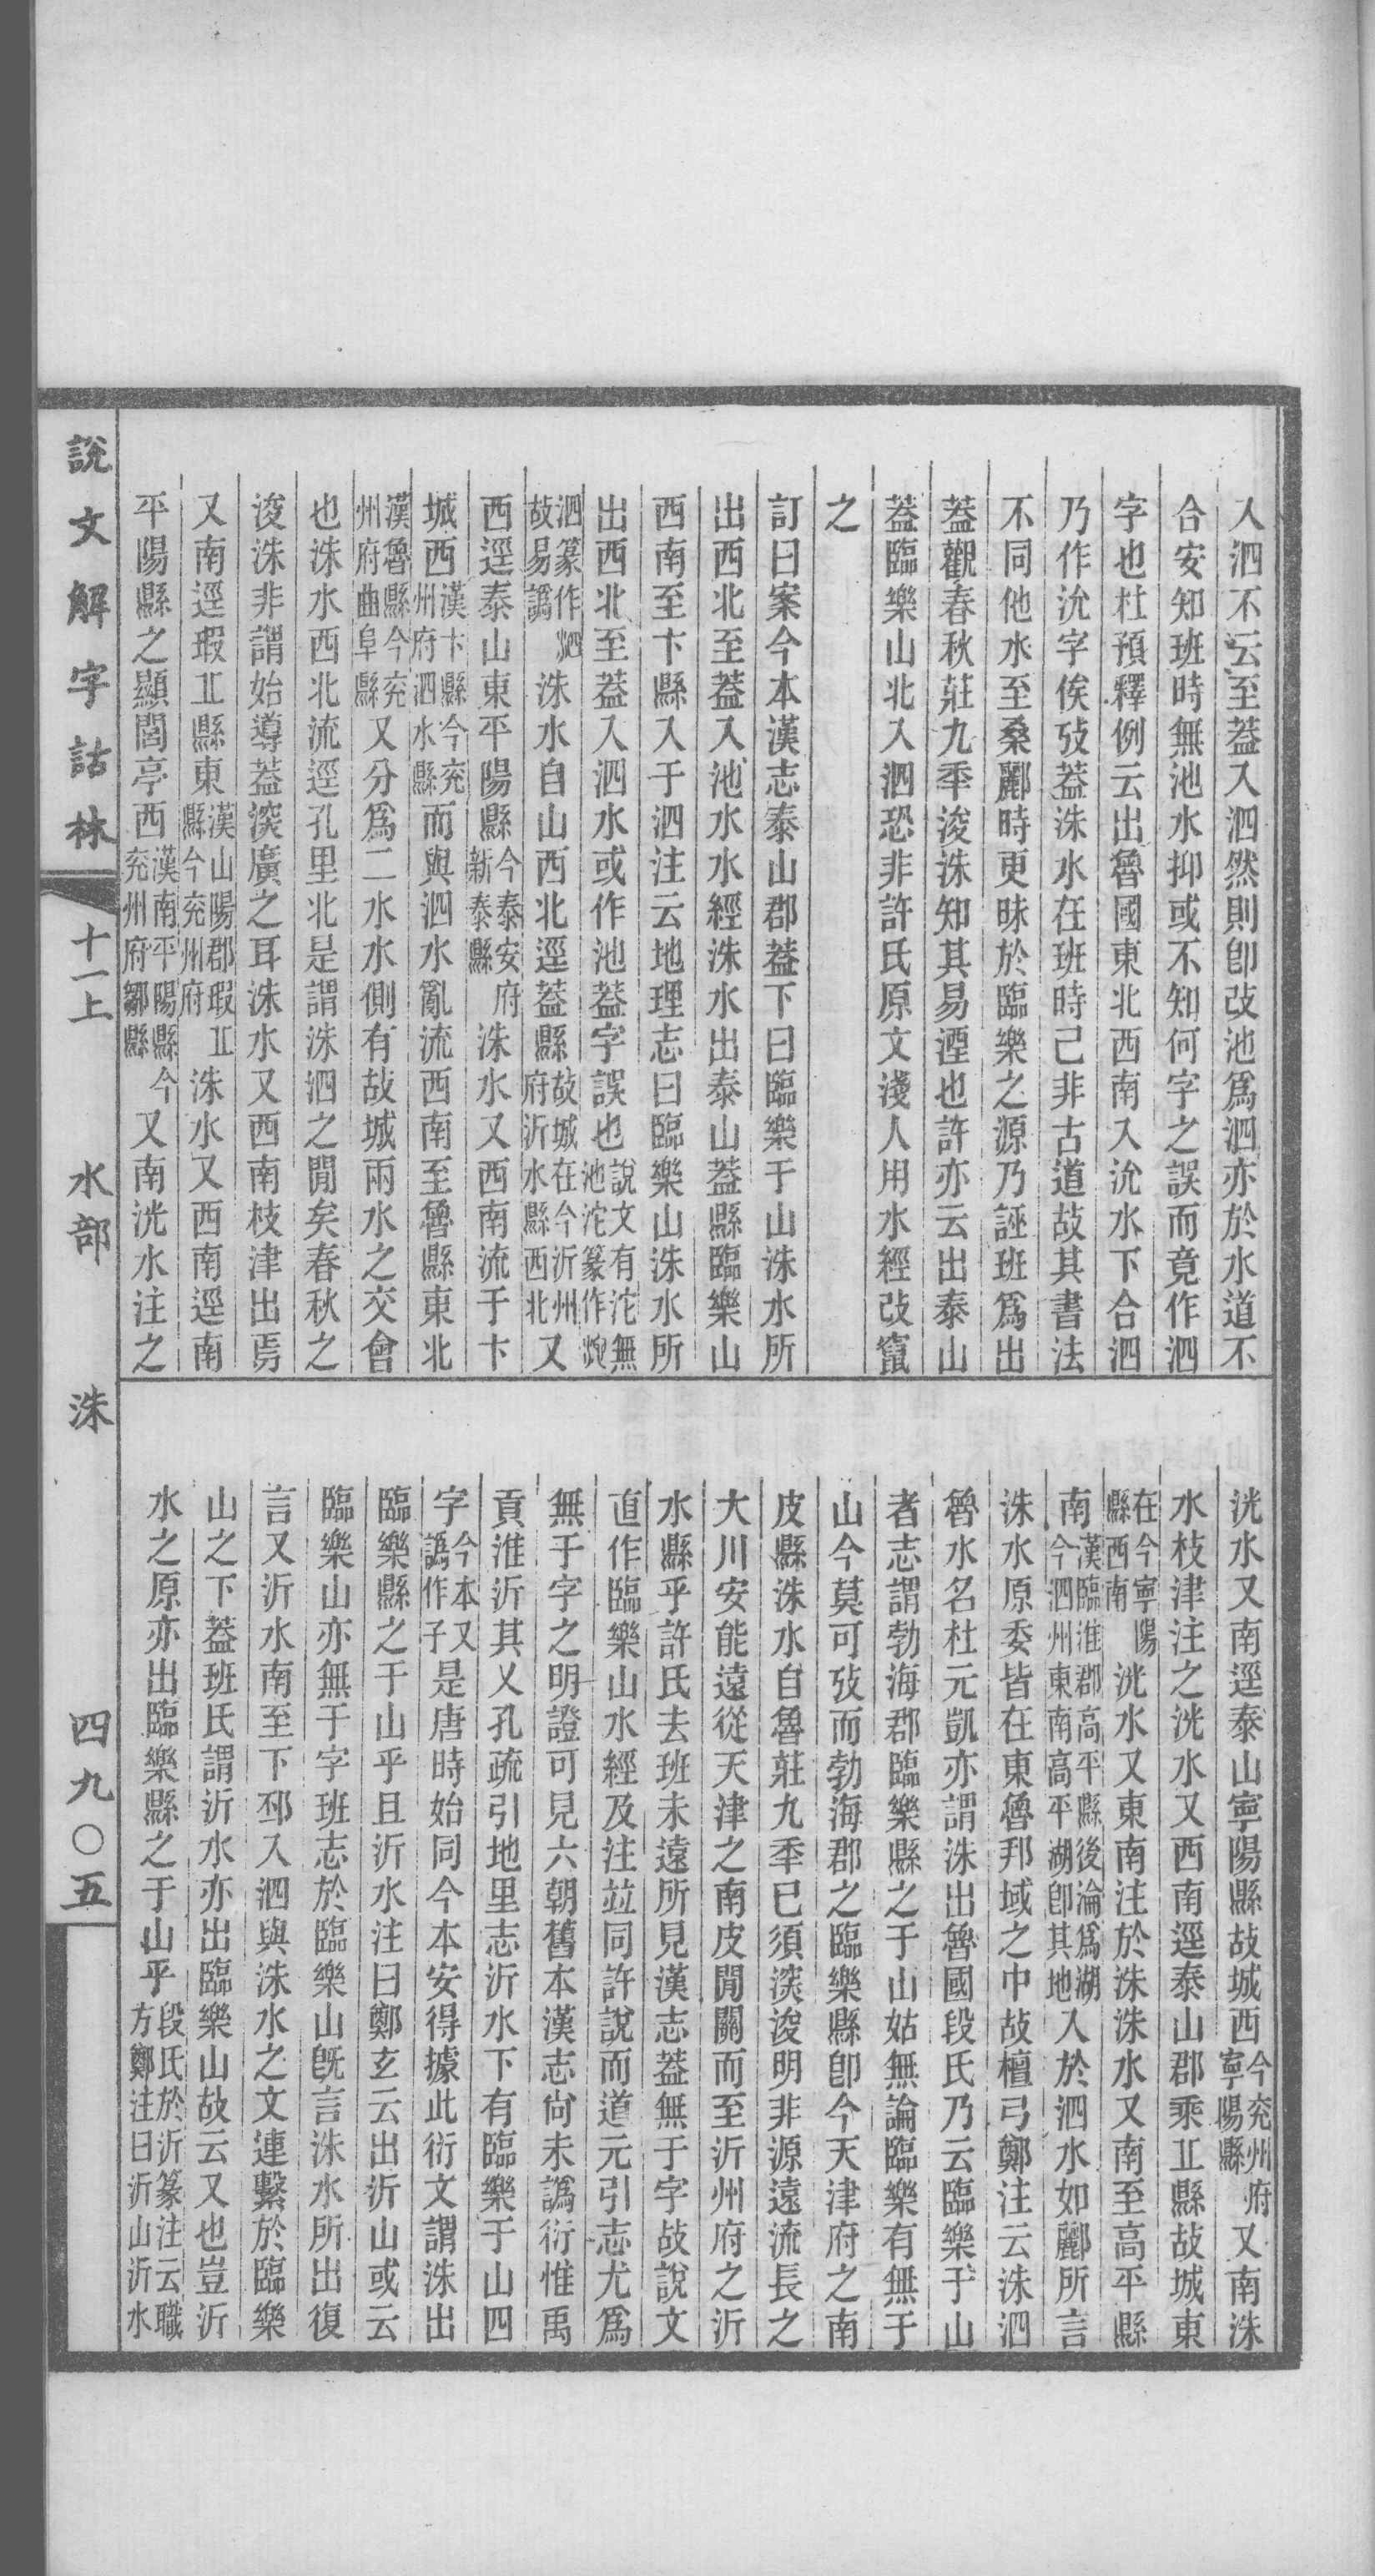 入泗不云至蓋入泗然則卽改池爲泗亦於水道不
合安知班時無池水抑或不知何字之誤而竟作泗
字也杜預釋例云出魯國東北西南入沇水下合泗
乃作沇字俟攷蓋洙水在班時己非古道故其書法
不同他水至桑酈時更昧於臨樂之源乃誣班爲出
蓋觀春秋莊九季浚洙知其易湮也許亦云出泰山
蓋臨樂山北入泗恐非許氏原文淺人用水經改竄
之
訂曰案今本漢志泰山郡蓋下曰臨樂于山洙水所
出西北至蓋入池水水經洙水出泰山蓋縣臨樂山
西南至卞縣入于泗注云地理志曰臨樂山洙水所
出西北至蓋入泗水或作池蓋字誤也說文有沱無池沱篆作
泗篆作故易譌洙水自山西北逕蓋縣故城在今沂州府沂水縣西北又
西逕泰山東平陽縣今泰安府新泰縣洙水又西南流于卞
城西漢卞縣今兗州府泗水縣而與泗水亂流西南至魯縣東北
漢魯縣今兗州府曲阜縣又分爲二水水側有故城兩水之交會
也洙水西北流逕孔里北是謂洙泗之閒矣春秋之
浚洙非謂始導蓋㴱廣之耳洙水又西南枝津出焉
又南逕瑕丘縣東漢山陽郡瑕丘縣今兗州府洙水又西南逕南
平陽縣之顯閭亭西漢南平陽縣今兗州府鄒縣又南洸水注之
洸水又南逕泰山寧陽縣故城西今兗州府寧陽縣又南洙
水枝津注之洸水又西南逕泰山郡乘丘縣故城東
在今寧陽縣西南洸水又東南注於洙洙水又南至高平縣
南漢臨淮郡高平縣後淪爲湖今泗州東南高平湖卽其地入於泗水如酈所言
洙水原委皆在東魯邦域之中故檀弓鄭注云洙泗
魯水名杜元凱亦謂洙出魯國段氏乃云臨樂于山
者志謂勃海郡臨樂縣之于山姑無論臨樂有無于
山今莫可攷而勃海郡之臨樂縣卽今天津府之南
皮縣洙水自魯莊九季已須㴱浚明非源遠流長之
大川安能遠從天津之南皮閒關而至沂州府之沂
水縣乎許氏去班未遠所見漢志蓋無于字故說文
直作臨樂山水經及注竝同許說而道元引志尤爲
無于字之明證可見六朝舊本漢志尙未譌衍惟禹
貢淮沂其乂孔疏引地里志沂水下有臨樂于山四
字今本又譌作子是唐時始同今本安得據此衍文謂洙出
臨樂縣之于山乎且沂水注曰鄭玄云出沂山或云
臨樂山亦無于字班志於臨樂山旣言洙水所出復
言又沂水南至下邳入泗與洙水之文連繫於臨樂
山之下蓋班氏謂沂水亦出臨樂山故云又也豈沂
水之原亦出臨樂縣之于山乎段氏於沂篆注云職方鄭注曰沂山沂水
說文解字詁林 十一上 水部 洙 四九〇五